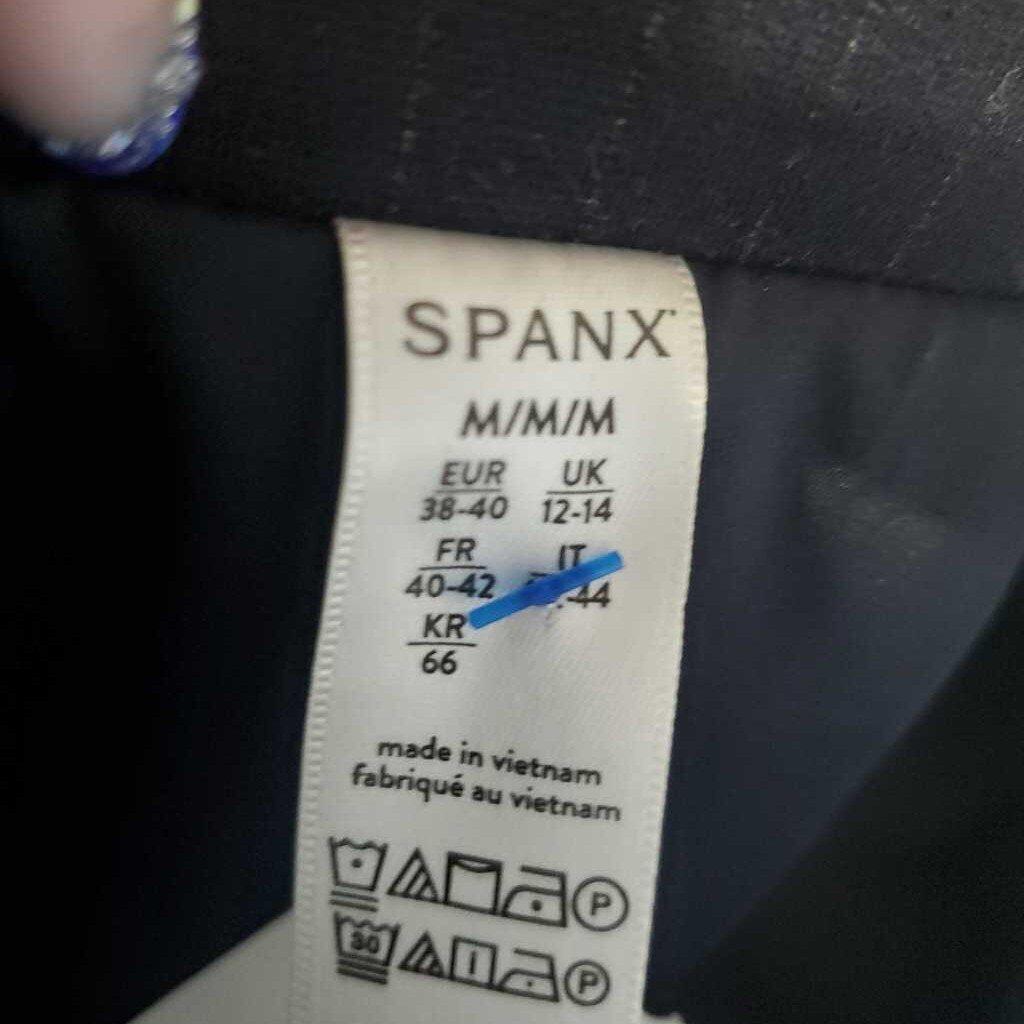 SPANX
M/M/M
EUR UK
38-40 12-14
FR IT
40-42 -44
KR
66
made in vietnam
fabriqué au vietnam
P
30 P